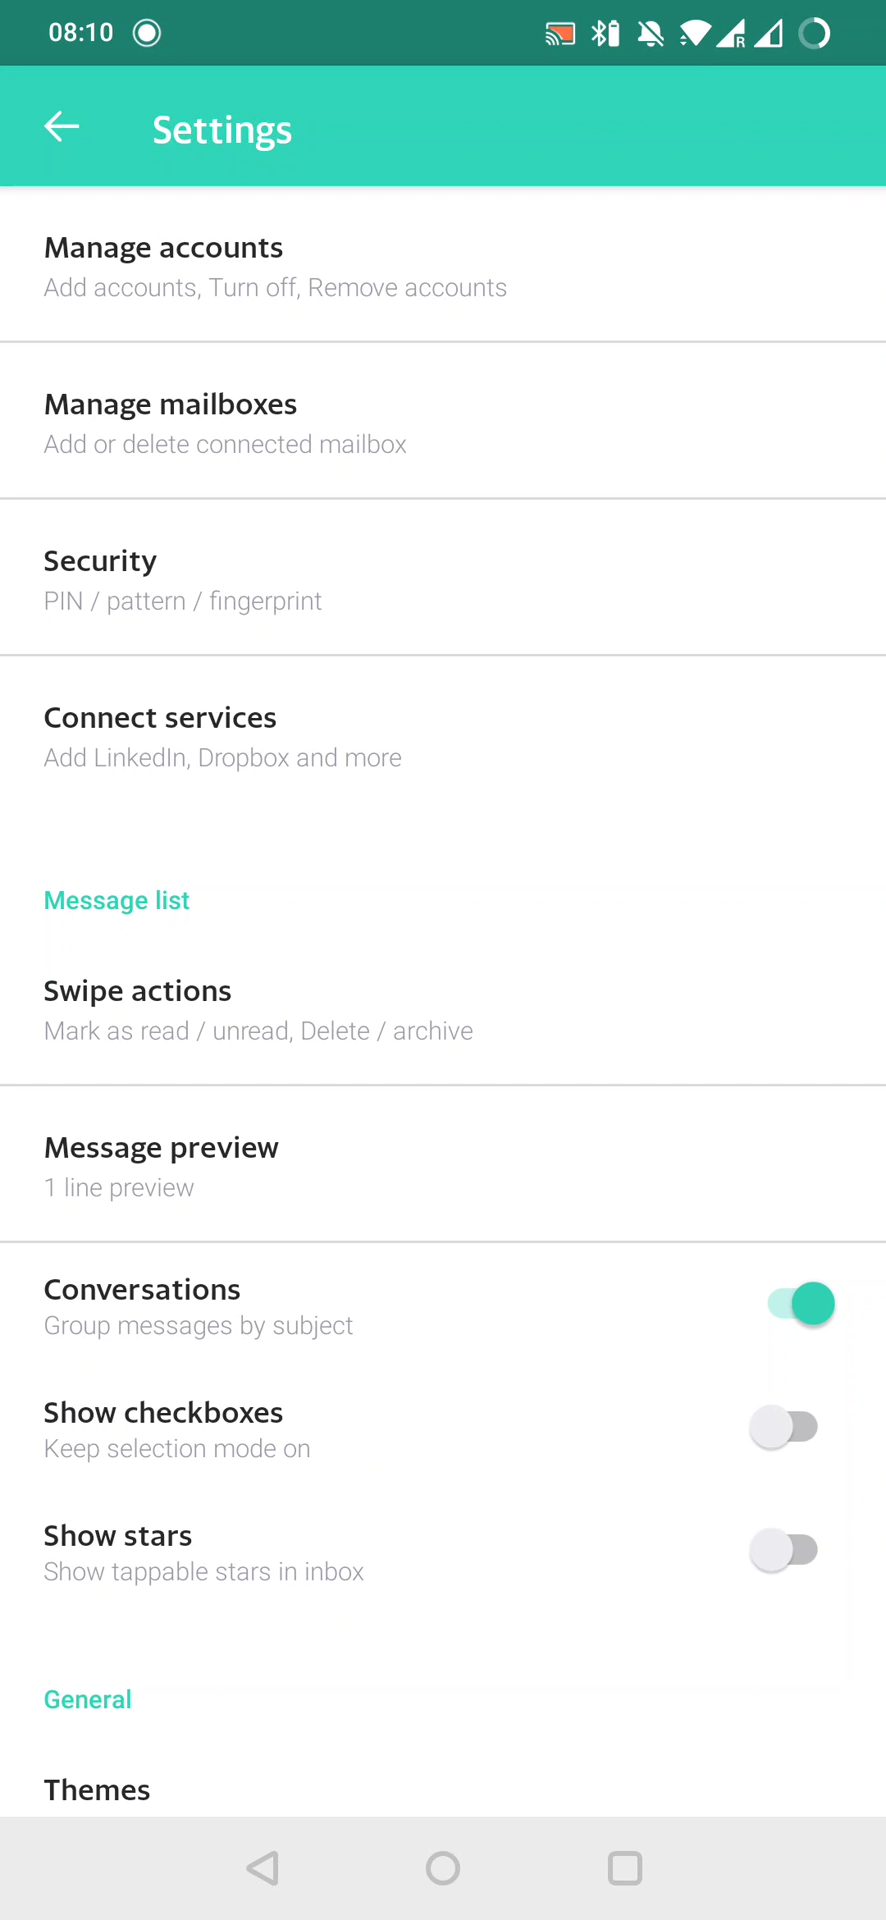 08:10
R
Settings
Manage accounts
Add accounts, Turn off, Remove accounts
Manage mailboxes
Add or delete connected mailbox
Security
PIN / pattern / fingerprint
Connect services
Add LinkedIn, Dropbox and more
Message list
Swipe actions
Mark as read / unread, Delete / archive
Message preview
1 line preview
Conversations
Group messages by subject
Show checkboxes
Keep selection mode on
Show stars
Show tappable stars in inbox
General
Themes